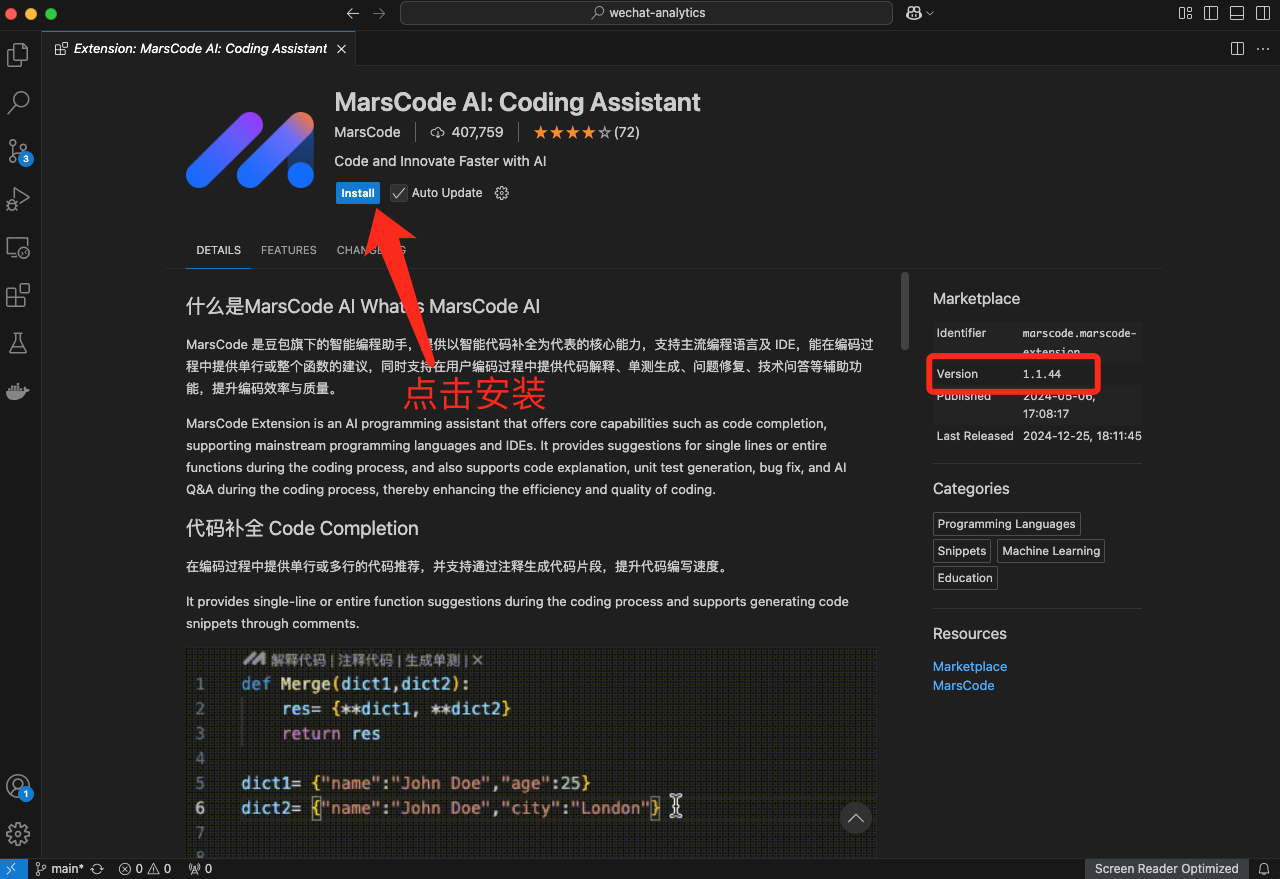 wechat-analytics
Extension: MarsCode AI: Coding Assistant
MarsCode AI: Coding Assistant
MarsCode
407,759
(72)
Code and Innovate Faster with AI
Install
Auto Update
3
DETAILS
FEATURES
什么是MarsCode AI What is MarsCode AI
MarsCode 是豆包旗下的智能编程助手，提供以智能代码补全为代表的核心能力，支持主流编程语言及 IDE，能在编码过
程中提供单行或整个函数的建议，同时支持在用户编码过程中提供代码解释、单测生成、问题修复、技术问答等辅助功
能，提升编码效率与质量。
点击安装
MarsCode Extension is an AI programming assistant that offers core capabilities such as code completion,
supporting mainstream programming languages and IDEs. It provides suggestions for single lines or entire
functions during the coding process, and also supports code explanation, unit test generation, bug fix, and AI
Q&A during the coding process, thereby enhancing the efficiency and quality of coding.
代码补全 Code Completion
在编码过程中提供单行或多行的代码推荐，并支持通过注释生成代码片段，提升代码编写速度。
It provides single-line or entire function suggestions during the coding process and supports generating code
snippets through comments.
解释代码 | 注释代码 | 生成单测 | ✕
1 def Merge(dict1,dict2):
2 res= {**dict1, **dict2}
3 return res
4
5 dict1= {"name":"John Doe","age":25}
6 dict2= {"name":"John Doe","city":"London"}
7
8
Marketplace
Identifier marscode.marscode-
extension
Version 1.1.44
Published 2024-05-06,
17:08:17
Last Released 2024-12-25, 18:11:45
Categories
Programming Languages
Snippets Machine Learning
Education
Resources
Marketplace
MarsCode
1
main* 0 0 0
Screen Reader Optimized